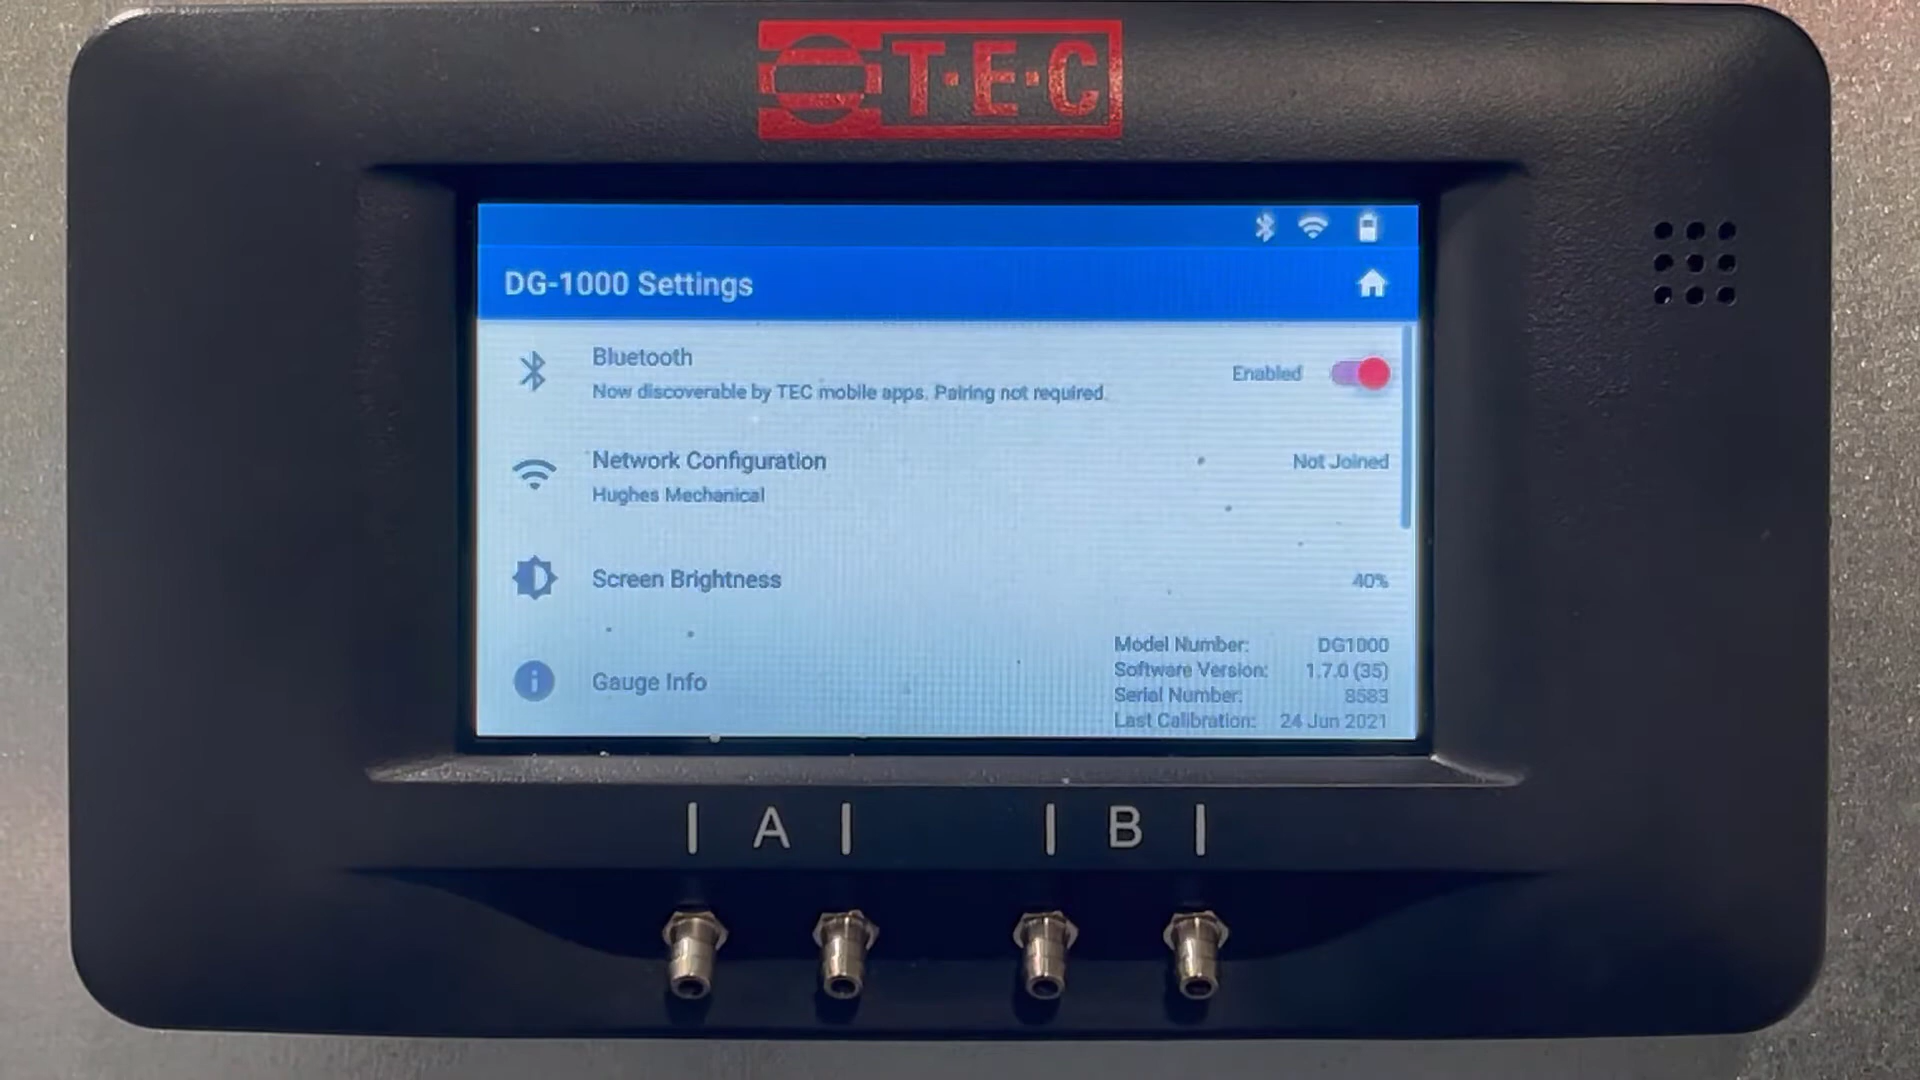 T·E·C
DG-1000 Settings
Bluetooth
Now discoverable by TEC mobile apps. Pairing not required.
Enabled
Network Configuration
Hughes Mechanical
Not Joined
Screen Brightness
40%
Gauge Info
Model Number: DG1000
Software Version: 1.7.0 (35)
Serial Number: 8583
Last Calibration: 24 Jun 2021
A
B